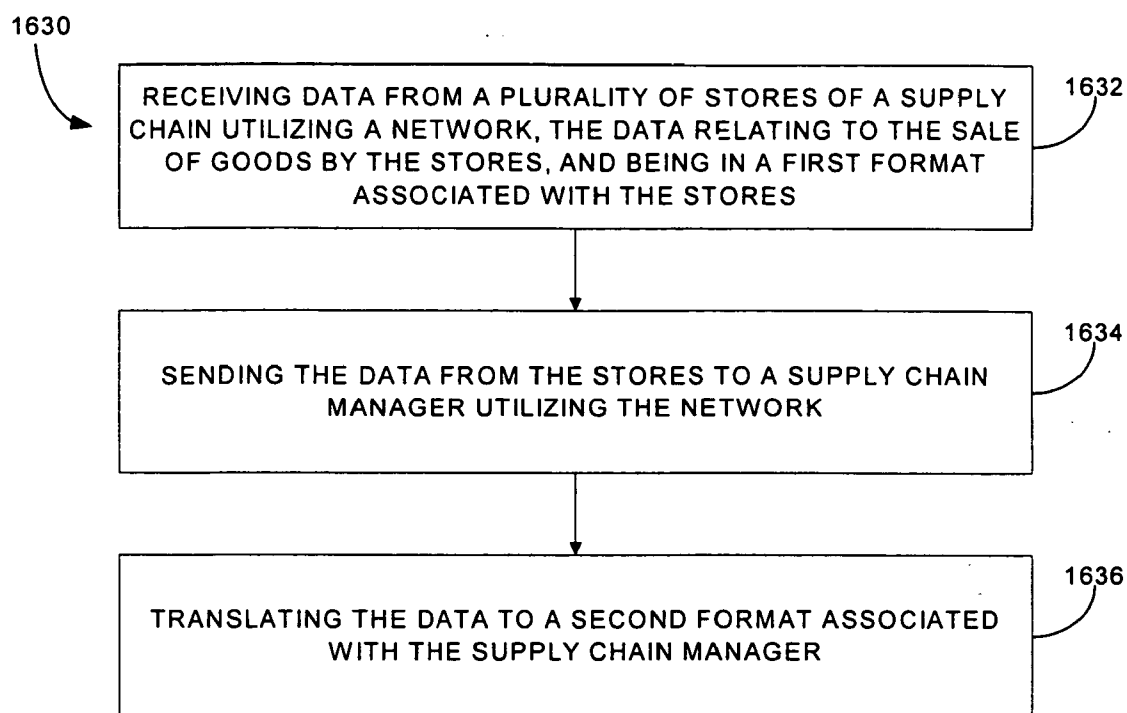 1630
RECEIVING DATA FROM A PLURALITY OF STORES OF A SUPPLY
CHAIN UTILIZING A NETWORK, THE DATA RELATING TO THE SALE
OF GOODS BY THE STORES, AND BEING IN A FIRST FORMAT
ASSOCIATED WITH THE STORES
1632
SENDING THE DATA FROM THE STORES TO A SUPPLY CHAIN
MANAGER UTILIZING THE NETWORK
1634
TRANSLATING THE DATA TO A SECOND FORMAT ASSOCIATED
WITH THE SUPPLY CHAIN MANAGER
1636